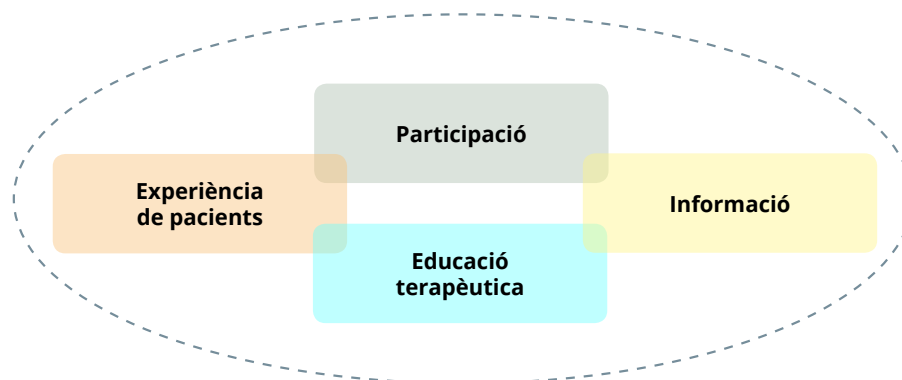 Participació
Experiència
de pacients
Informació
Educació
terapèutica